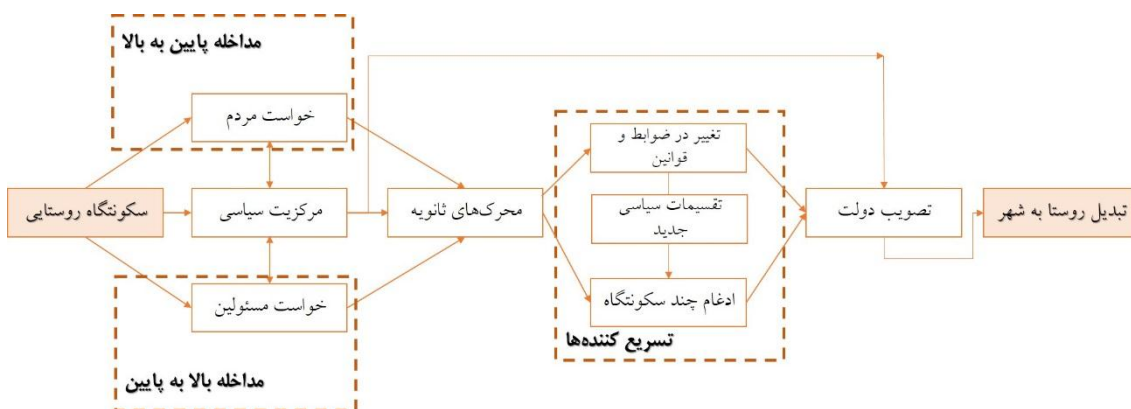 مداخله پایین به بالا
خواست مردم
سکونتگاه روستایی
مرکزیت سیاسی
خواست مسئولین
مداخله بالا به پایین
محرک‌های ثانویه
تغییر در ضوابط و
قوانین
تقسیمات سیاسی
جدید
ادغام چند سکونتگاه
تسریع کننده‌ها
تصویب دولت
تبدیل روستا به شهر